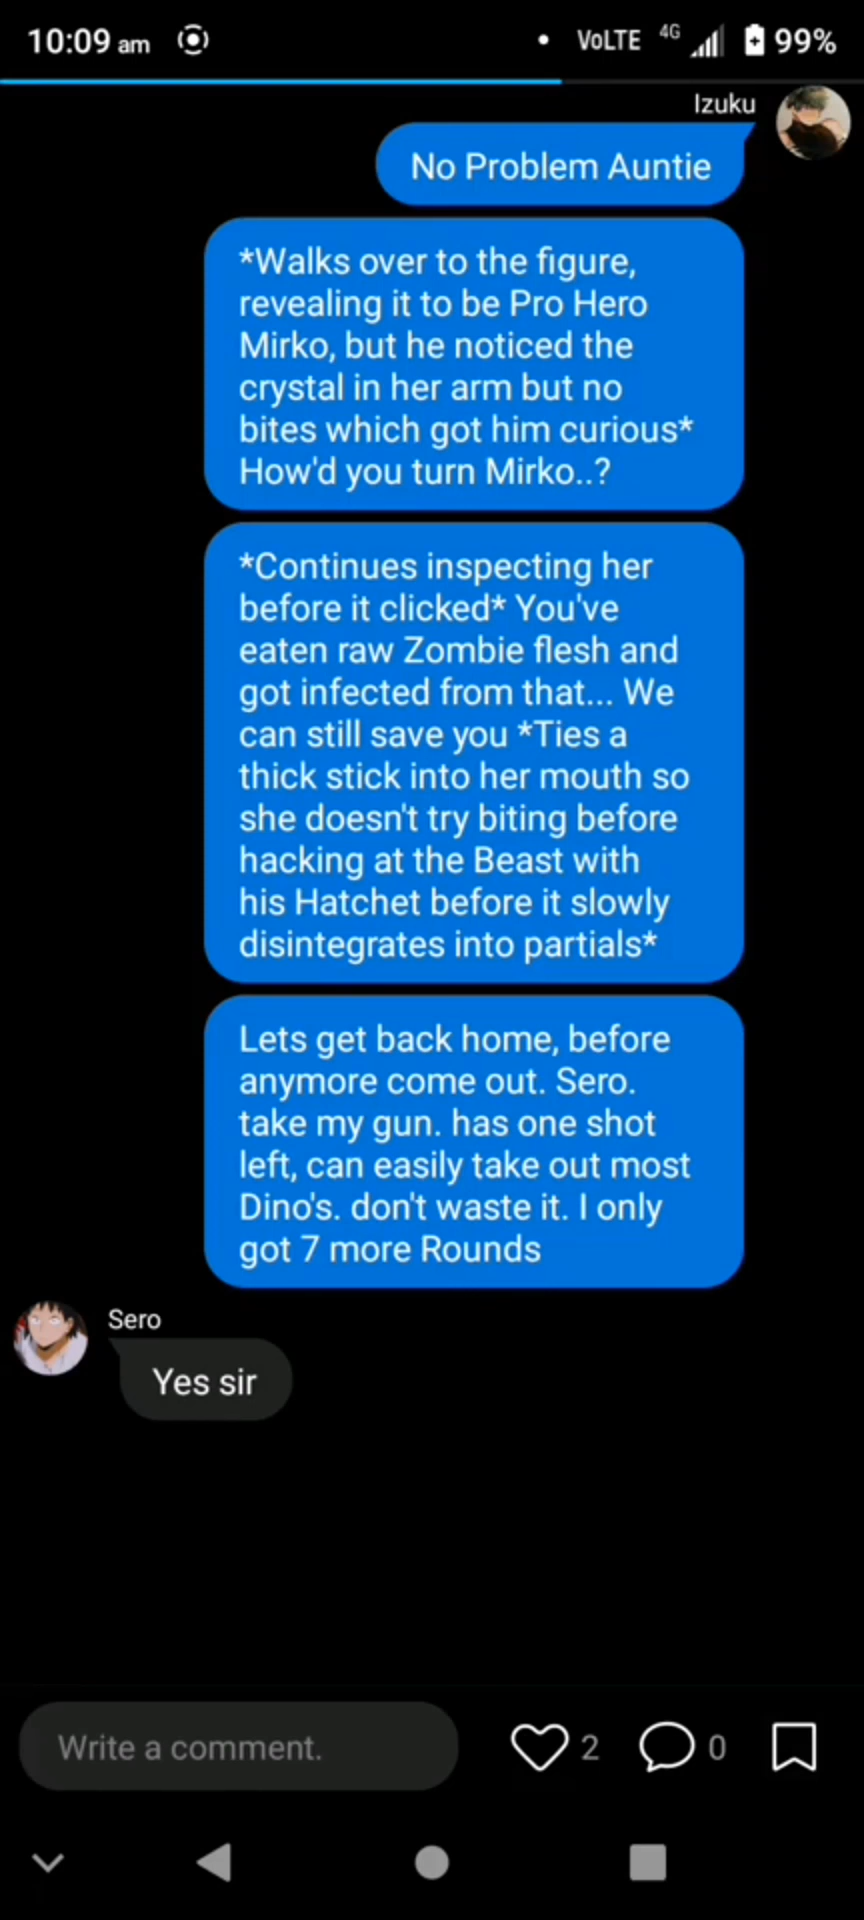 10:09 am VoLTE 4G 99%
Izuku
No Problem Auntie
*Walks over to the figure,
revealing it to be Pro Hero
Mirko, but he noticed the
crystal in her arm but no
bites which got him curious*
How'd you turn Mirko..?
*Continues inspecting her
before it clicked* You've
eaten raw Zombie flesh and
got infected from that... We
can still save you *Ties a
thick stick into her mouth so
she doesn't try biting before
hacking at the Beast with
his Hatchet before it slowly
disintegrates into partials*
Lets get back home, before
anymore come out. Sero.
take my gun. has one shot
left, can easily take out most
Dino's. don't waste it. I only
got 7 more Rounds
Sero
Yes sir
Write a comment. 2 0